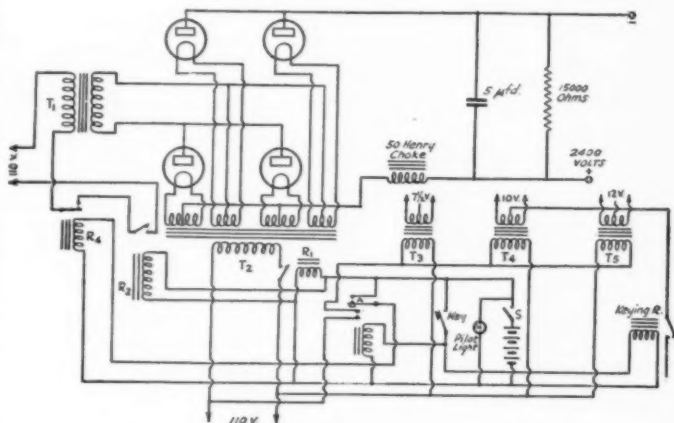 5 µfd.
15000
Ohms
50 Henry
Choke
2400
VOLTS
+
110 V.
T1
R4
R2
T2
R1
A
7½V.
10V.
12V.
T3
T4
T5
Key
Pilot
Light
S
Keying R.
110 V.